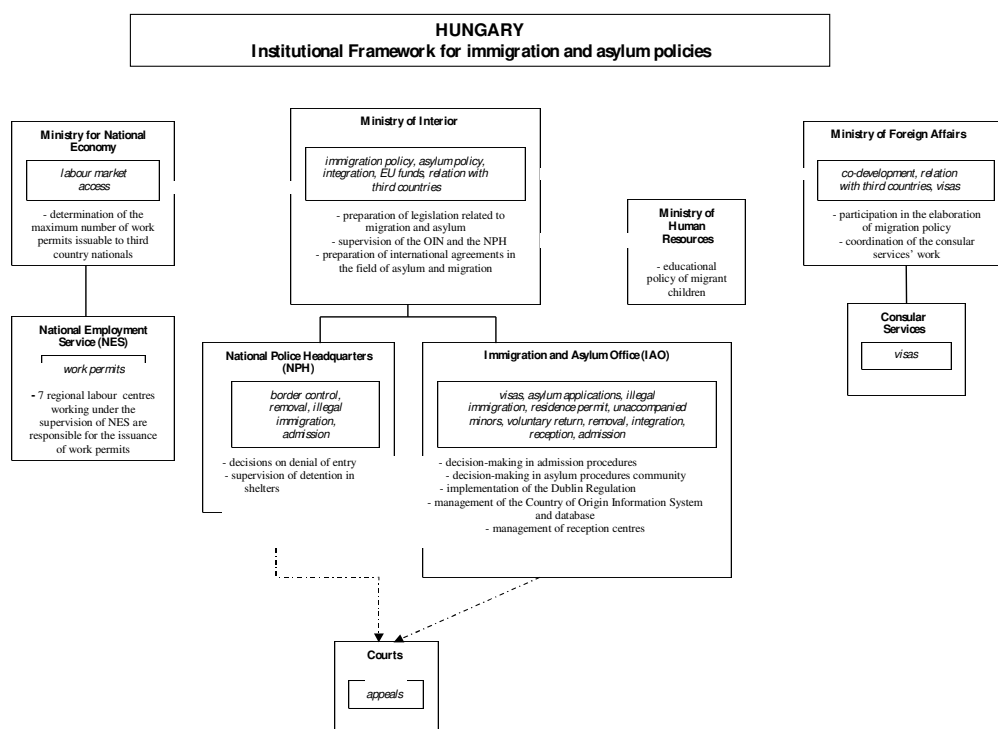 HUNGARY
Institutional Framework for immigration and asylum policies
Ministry for National
Economy
labour market
access
- determination of the
maximum number of work
permits issuable to third
country nationals
Ministry of Interior
immigration policy, asylum policy,
integration, EU funds, relation with
third countries
- preparation of legislation related to
migration and asylum
- supervision of the OIN and the NPH
- preparation of international agreements in
the field of asylum and migration
Ministry of
Human
Resources
- educational
policy of migrant
children
Ministry of Foreign Affairs
co-development, relation
with third countries, visas
- participation in the elaboration
of migration policy
- coordination of the consular
services' work
National Employment
Service (NES)
work permits
- 7 regional labour centres
working under the
supervision of NES are
responsible for the issuance
of work permits
National Police Headquarters
(NPH)
border control,
removal, illegal
immigration,
admission
- decisions on denial of entry
- supervision of detention in
shelters
Immigration and Asylum Office (IAO)
visas, asylum applications, illegal
immigration, residence permit, unaccompanied
minors, voluntary return, removal, integration,
reception, admission
- decision-making in admission procedures
- decision-making in asylum procedures community
- implementation of the Dublin Regulation
- management of the Country of Origin Information System
and database
- management of reception centres
Consular
Services
visas
Courts
appeals